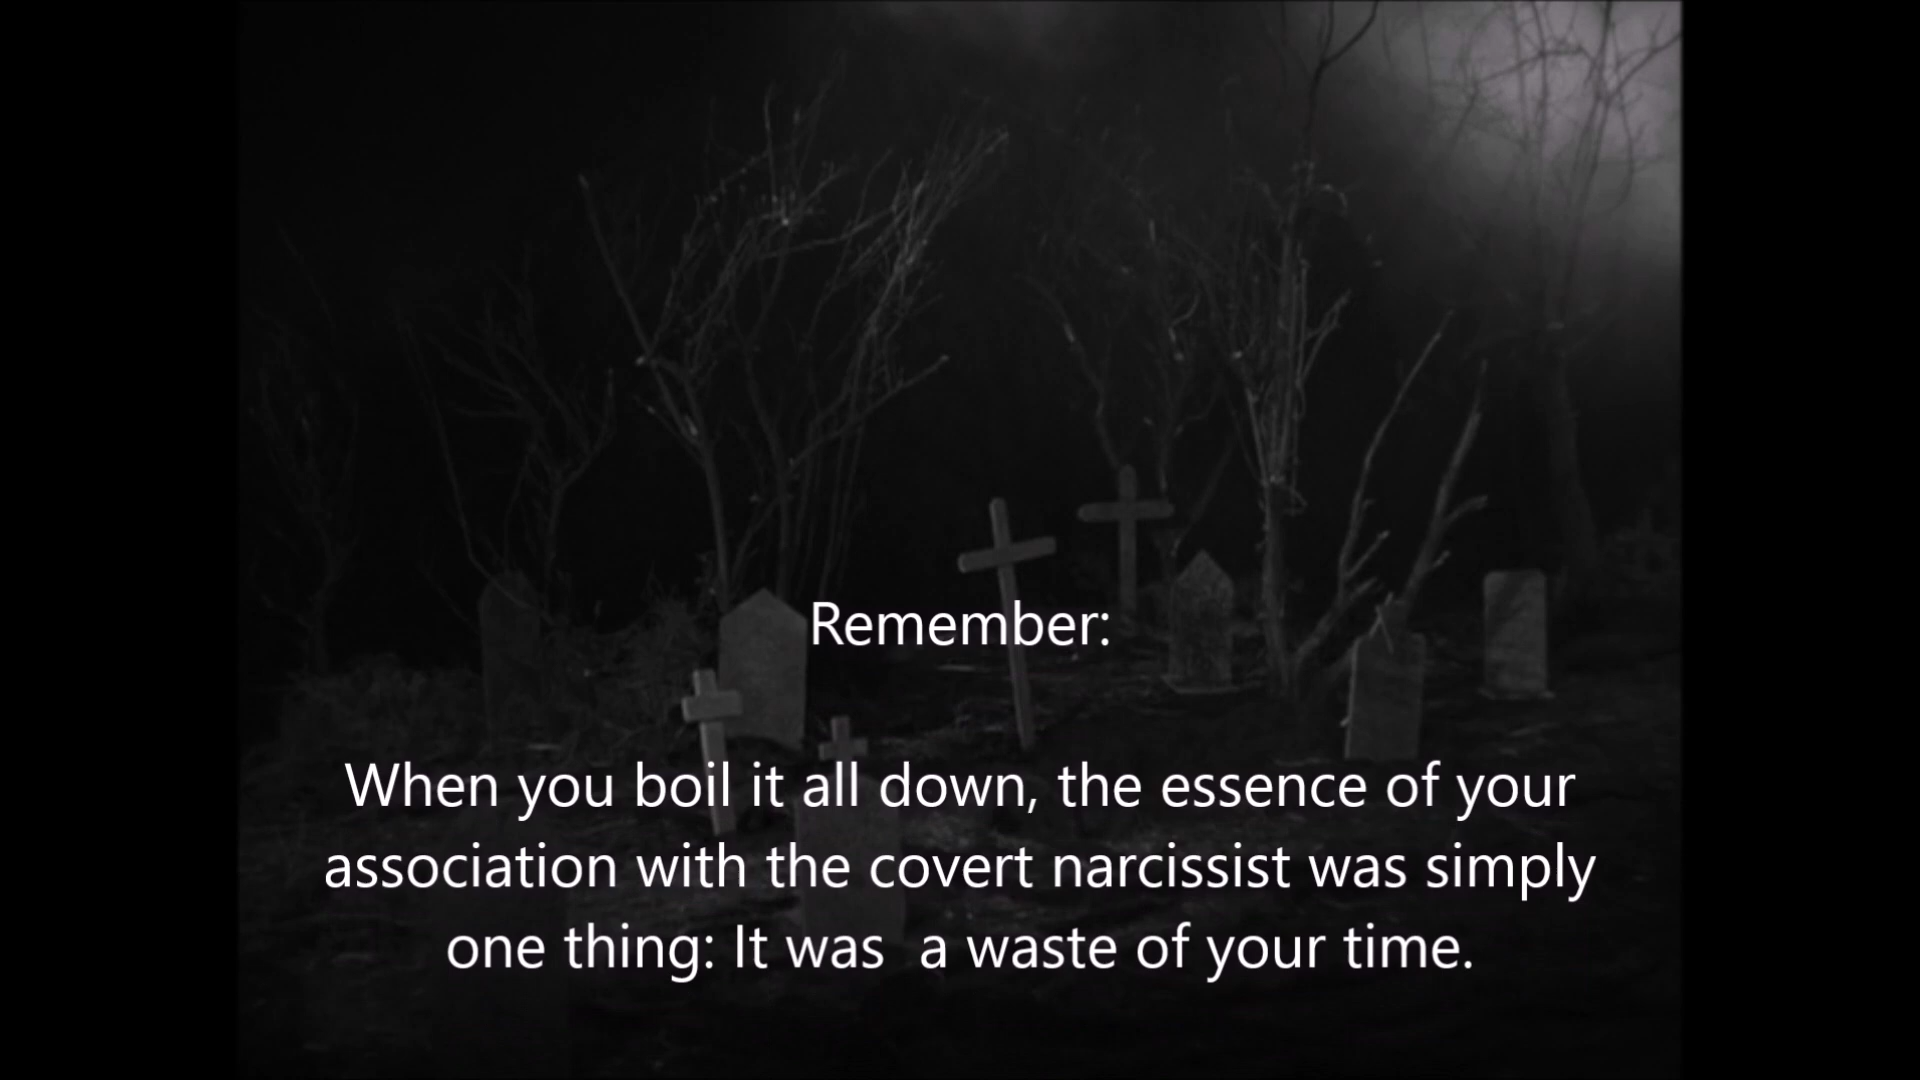 Remember:
When you boil it all down, the essence of your
association with the covert narcissist was simply
one thing: It was  a waste of your time.